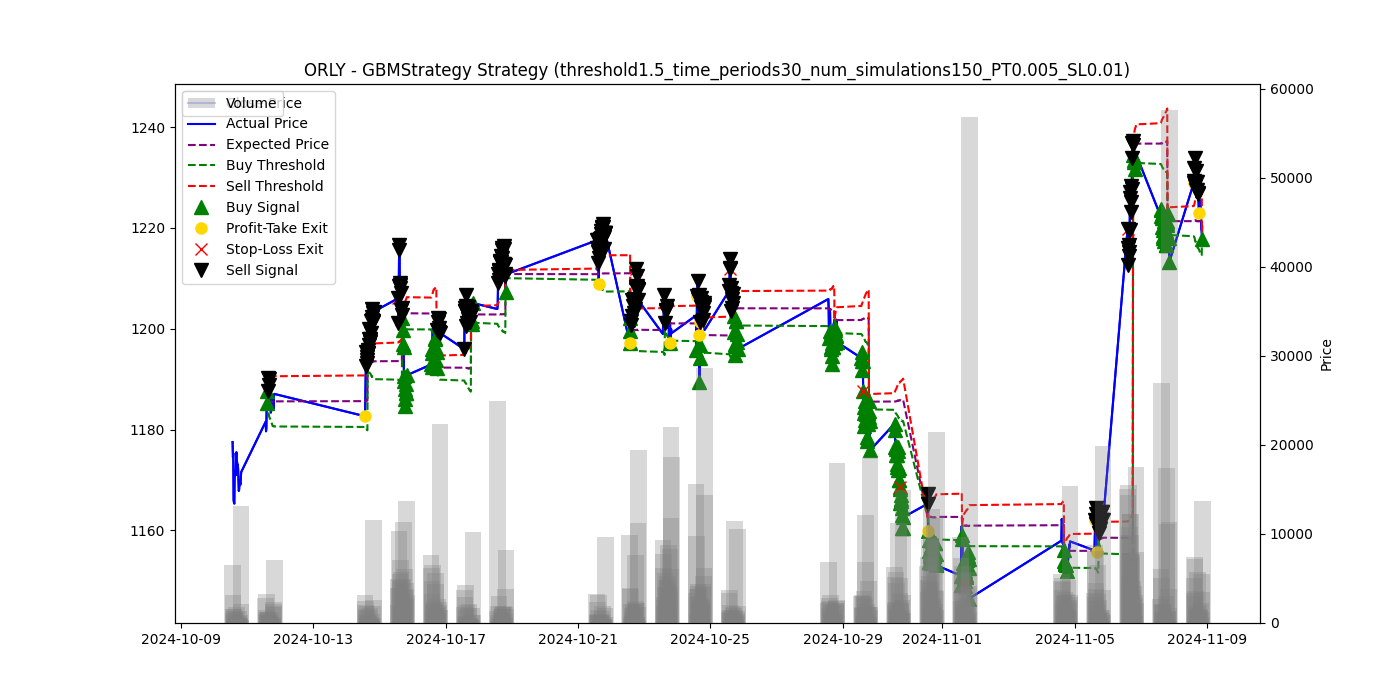 ORLY - GBMStrategy Strategy (threshold1.5_time_periods30_num_simulations150_PT0.005_SL0.01)
Volume
Actual Price
Expected Price
Buy Threshold
Sell Threshold
Buy Signal
Profit-Take Exit
Stop-Loss Exit
Sell Signal
1240
1220
1200
1180
1160
60000
50000
40000
30000
20000
10000
0
Price
2024-10-09
2024-10-13
2024-10-17
2024-10-21
2024-10-25
2024-10-29
2024-11-01
2024-11-05
2024-11-09